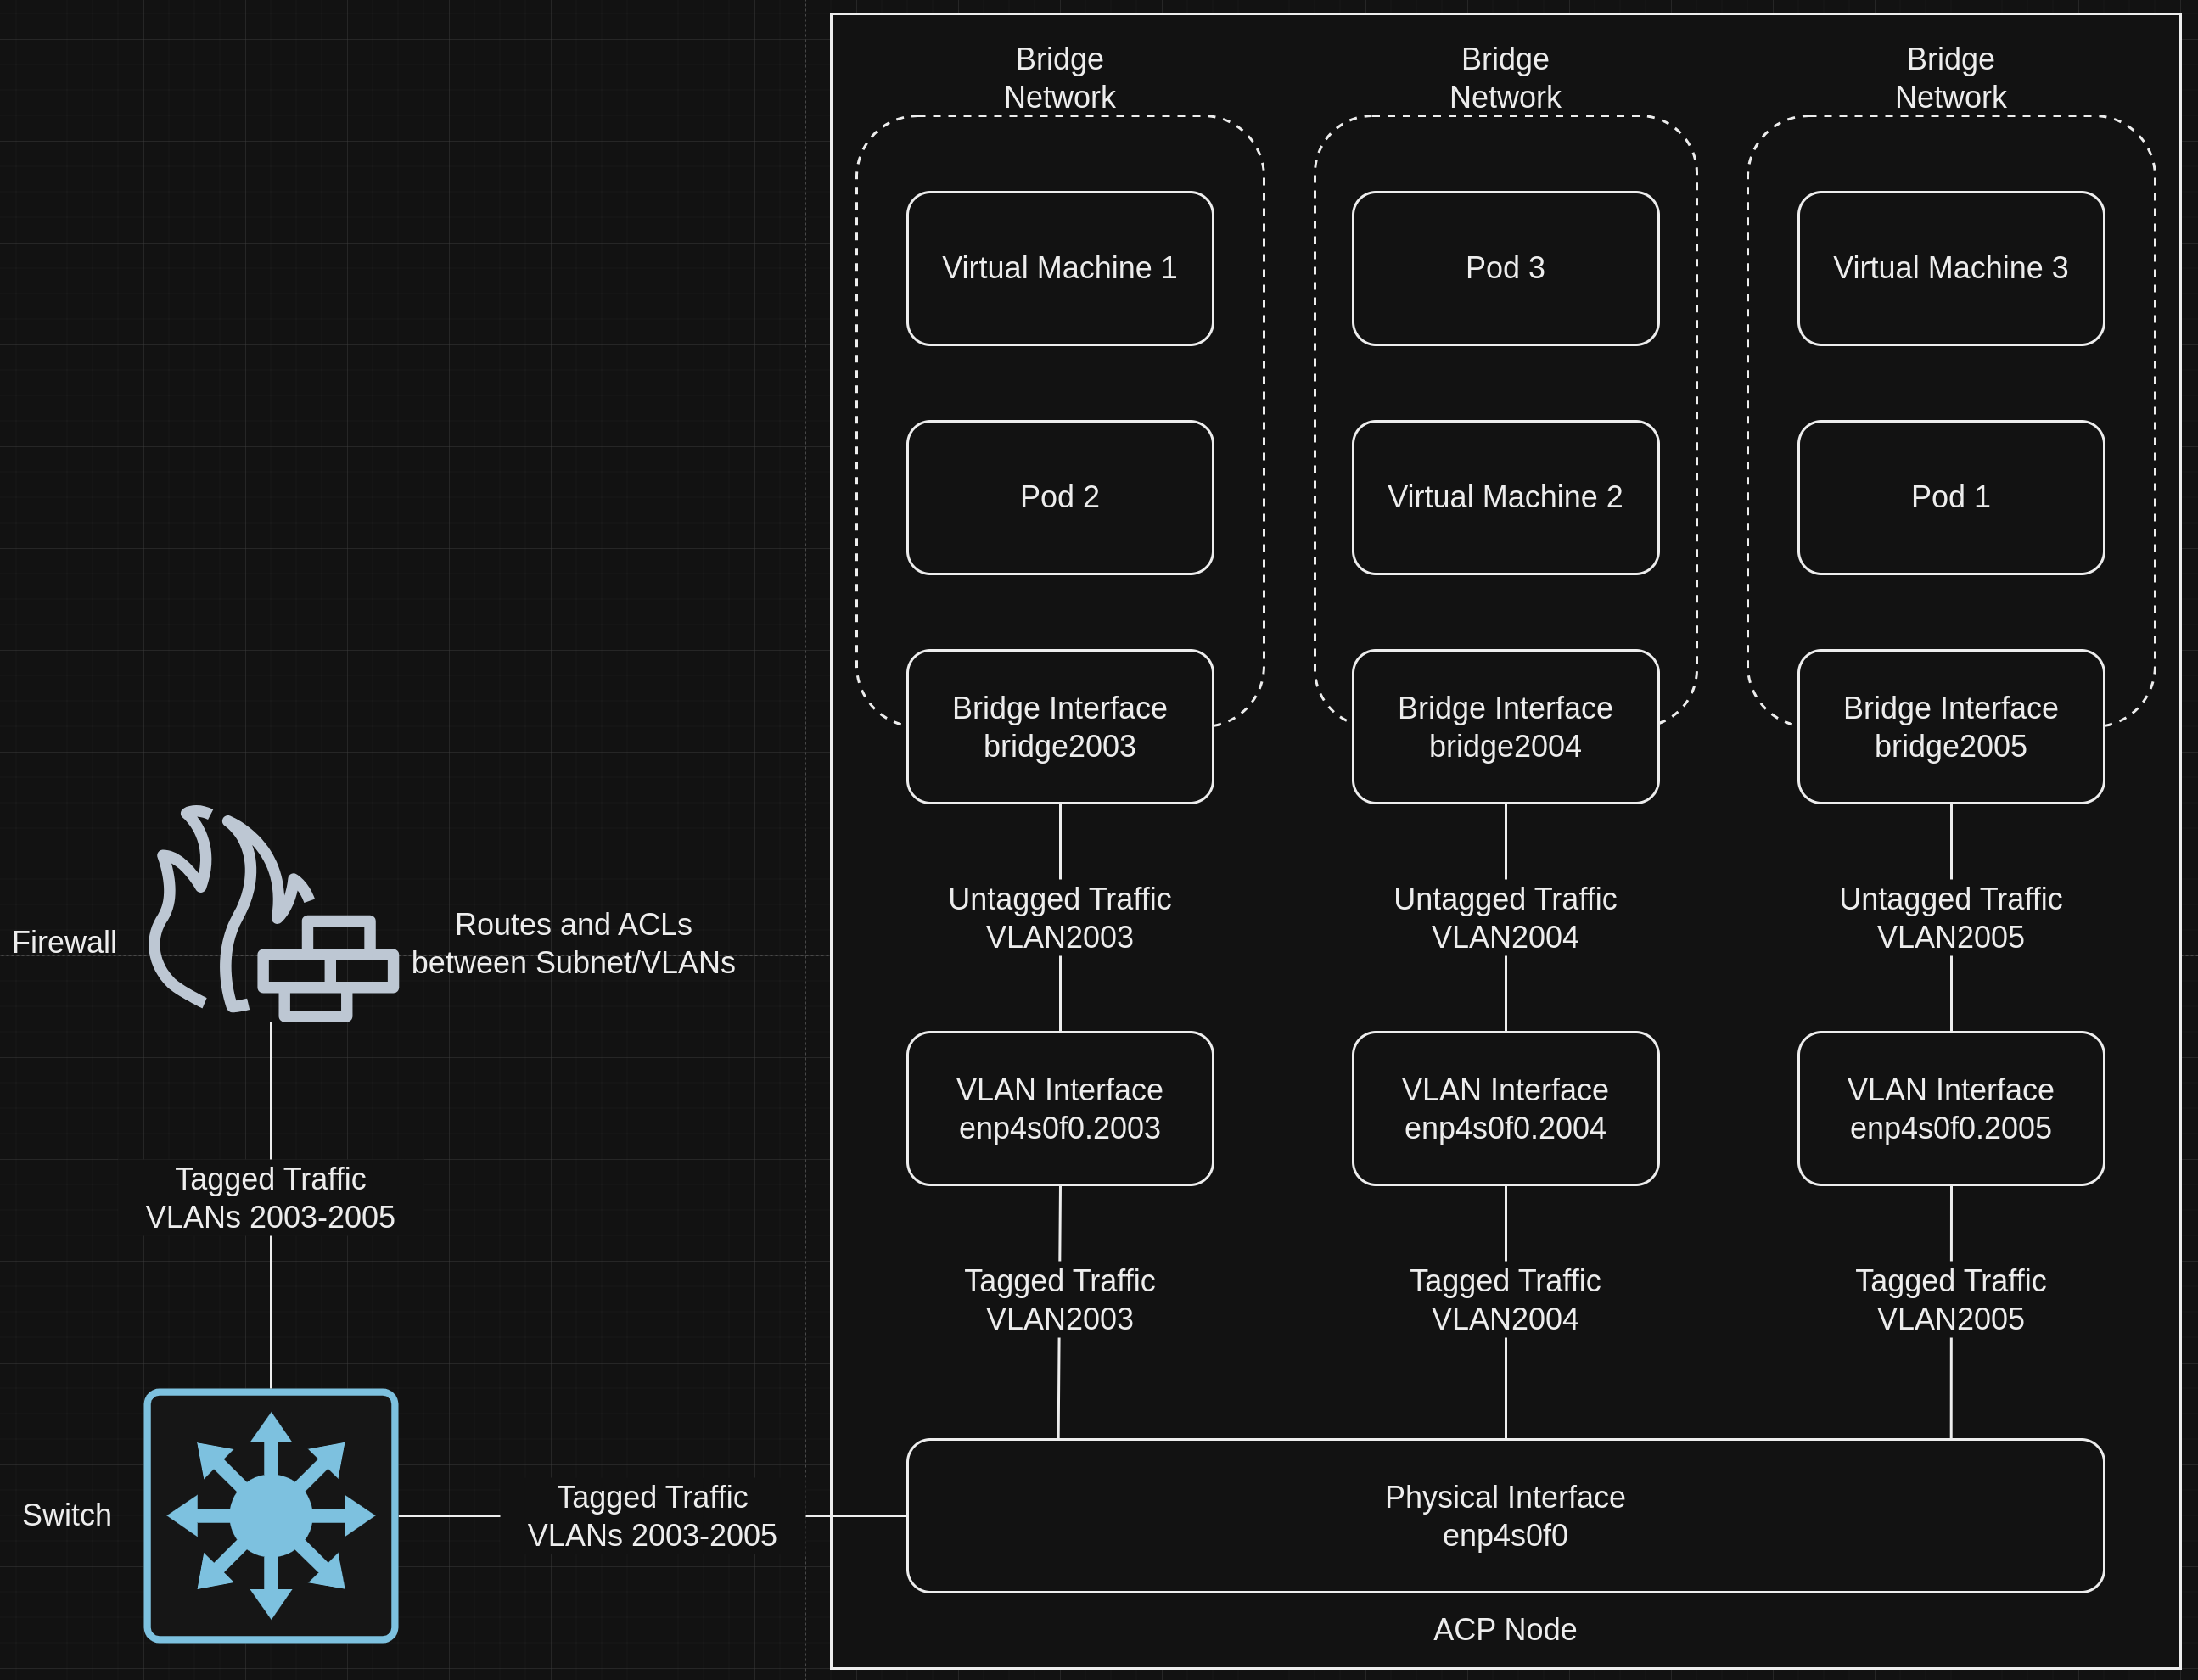 Bridge
Network
Bridge
Network
Bridge
Network
Virtual Machine 1
Pod 3
Virtual Machine 3
Pod 2
Virtual Machine 2
Pod 1
Bridge Interface
bridge2003
Bridge Interface
bridge2004
Bridge Interface
bridge2005
Firewall
Routes and ACLs
between Subnet/VLANs
Untagged Traffic
VLAN2003
Untagged Traffic
VLAN2004
Untagged Traffic
VLAN2005
VLAN Interface
enp4s0f0.2003
VLAN Interface
enp4s0f0.2004
VLAN Interface
enp4s0f0.2005
Tagged Traffic
VLANs 2003-2005
Tagged Traffic
VLAN2003
Tagged Traffic
VLAN2004
Tagged Traffic
VLAN2005
Switch
Tagged Traffic
VLANs 2003-2005
Physical Interface
enp4s0f0
ACP Node